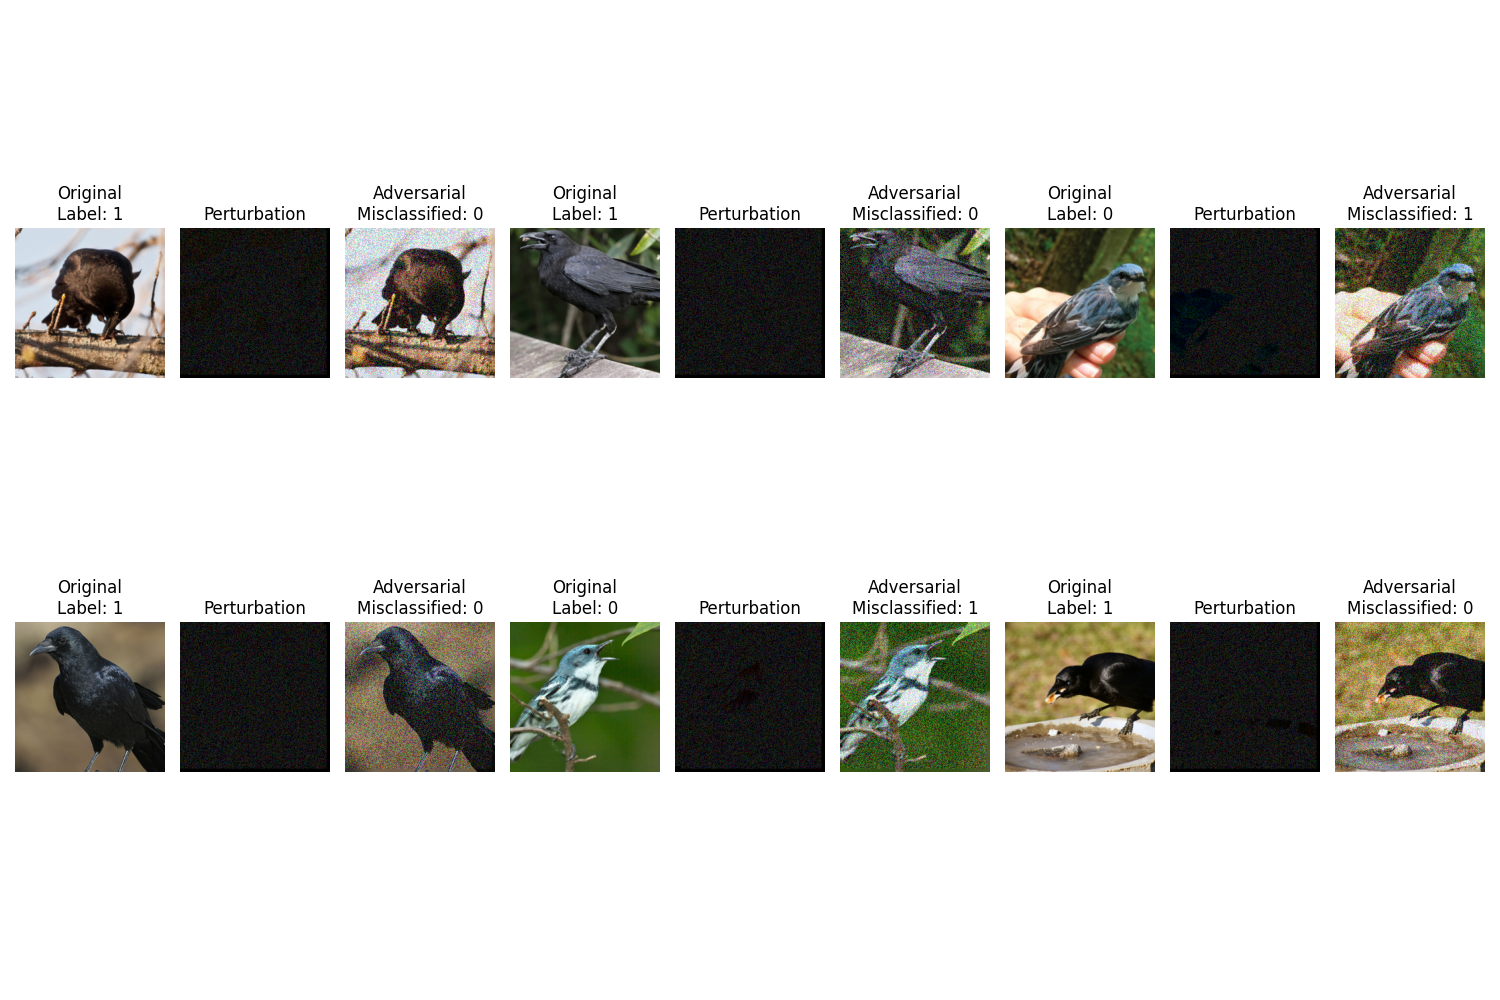 Original
Label: 1
Perturbation
Adversarial
Misclassified: 0
Original
Label: 1
Perturbation
Adversarial
Misclassified: 0
Original
Label: 0
Perturbation
Adversarial
Misclassified: 1
Original
Label: 1
Perturbation
Adversarial
Misclassified: 0
Original
Label: 0
Perturbation
Adversarial
Misclassified: 1
Original
Label: 1
Perturbation
Adversarial
Misclassified: 0